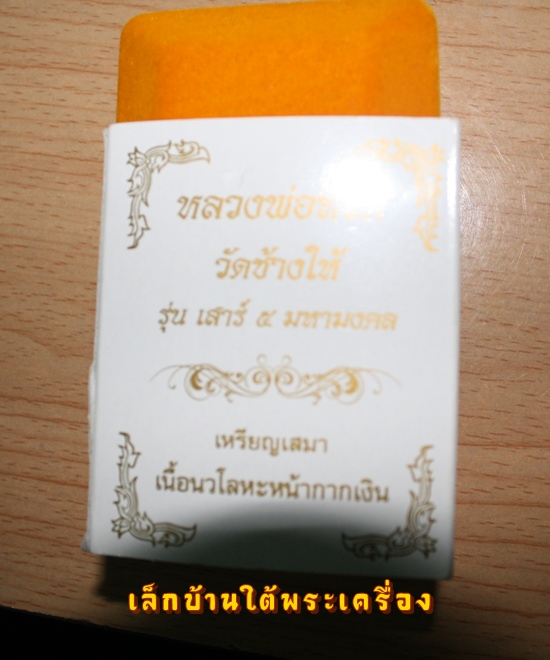 หลวงพ่อ
วัดช้างให้
รุ่น เสาร์ ๕ มหามงคล
เหรียญเสมา
เนื้อนวโลหะหน้ากากเงิน
เล็กบ้านใต้พระเครื่อง